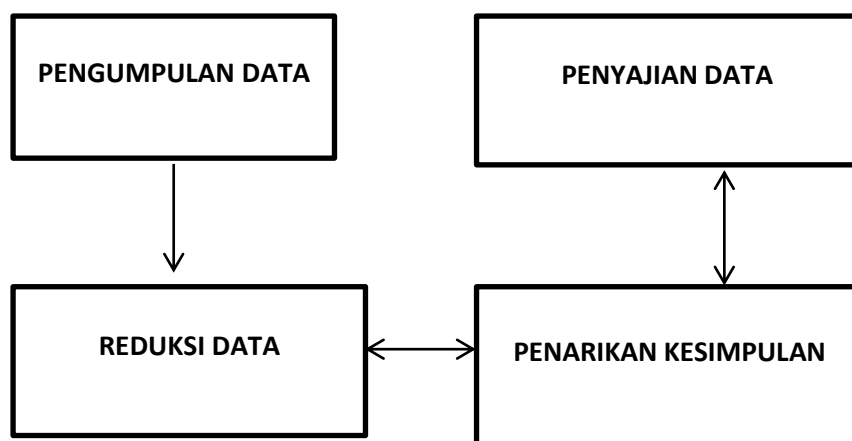 PENGUMPULAN DATA
PENYAJIAN DATA
REDUKSI DATA
PENARIKAN KESIMPULAN